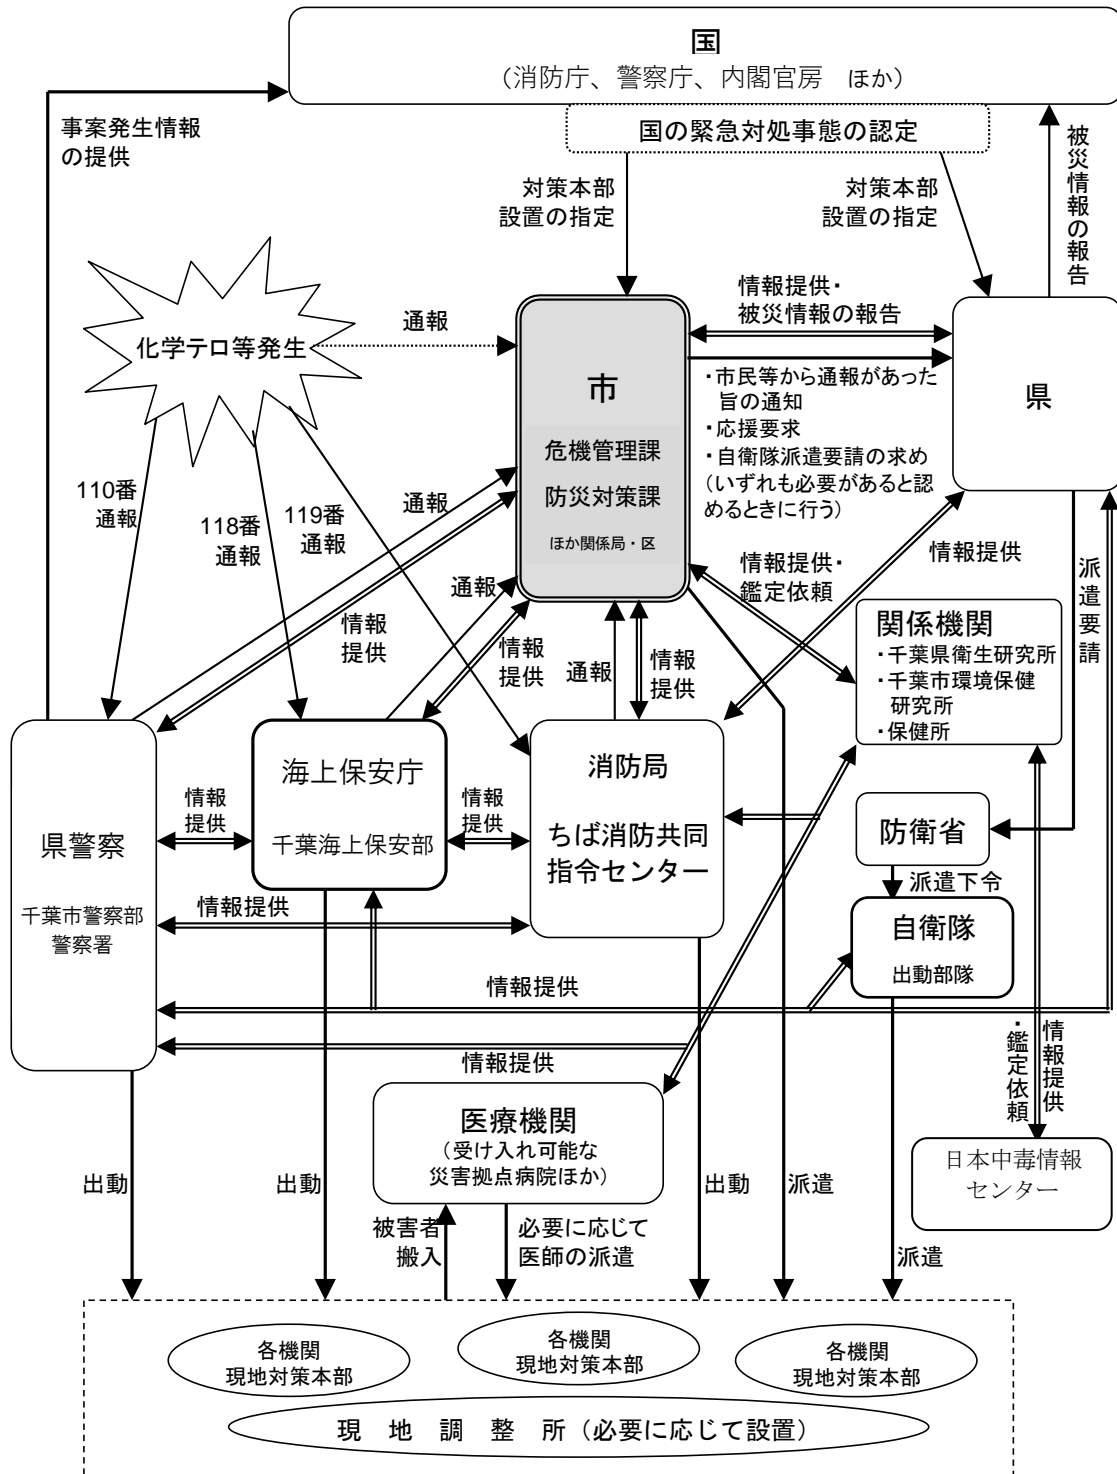 国
（消防庁、警察庁、内閣官房　ほか）
国の緊急対処事態の認定
事案発生情報
の提供
被災情報の報告
対策本部
設置の指定
対策本部
設置の指定
化学テロ等発生
通報
市
危機管理課
防災対策課
ほか関係局・区
情報提供・
被災情報の報告
・市民等から通報があった
旨の通知
・応援要求
・自衛隊派遣要請の求め
（いずれも必要があると認
めるときに行う）
県
110番
通報
118番
通報
119番
通報
通報
情報
提供
通報
情報
提供
通報
情報
提供
情報提供・
鑑定依頼
情報提供
派遣要請
関係機関
・千葉県衛生研究所
・千葉市環境保健
研究所
・保健所
県警察
千葉市警察部
警察署
情報
提供
海上保安庁
千葉海上保安部
情報
提供
消防局
ちば消防共同
指令センター
防衛省
派遣下令
自衛隊
出動部隊
情報提供
情報提供
情報提供
情報提供
・鑑定依頼
医療機関
（受け入れ可能な
災害拠点病院ほか）
日本中毒情報
センター
出動
出動
被害者
搬入
必要に応じて
医師の派遣
出動
派遣
派遣
各機関
現地対策本部
各機関
現地対策本部
各機関
現地対策本部
現　地　調　整　所（必要に応じて設置）